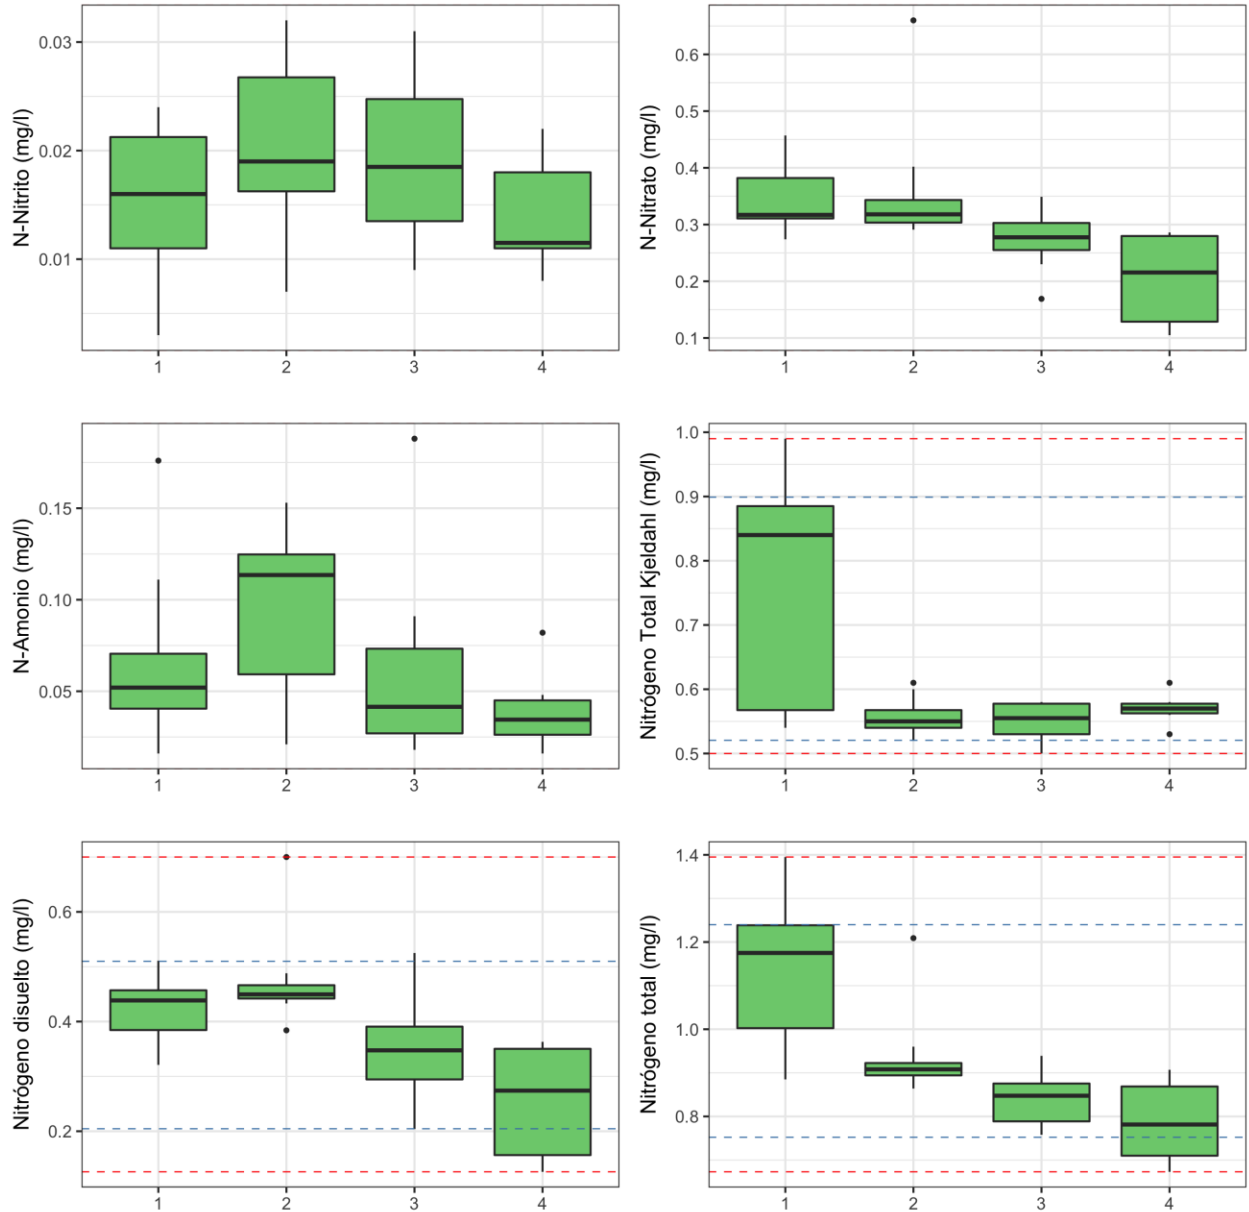 N-Nitrito (mg/l)
0.03
0.02
0.01
1 2 3 4
N-Nitrato (mg/l)
0.6
0.5
0.4
0.3
0.2
0.1
1 2 3 4
N-Amonio (mg/l)
0.15
0.10
0.05
1 2 3 4
Nitrógeno Total Kjeldahl (mg/l)
1.0
0.9
0.8
0.7
0.6
0.5
1 2 3 4
Nitrógeno disuelto (mg/l)
0.6
0.4
0.2
1 2 3 4
Nitrógeno total (mg/l)
1.4
1.2
1.0
0.8
1 2 3 4